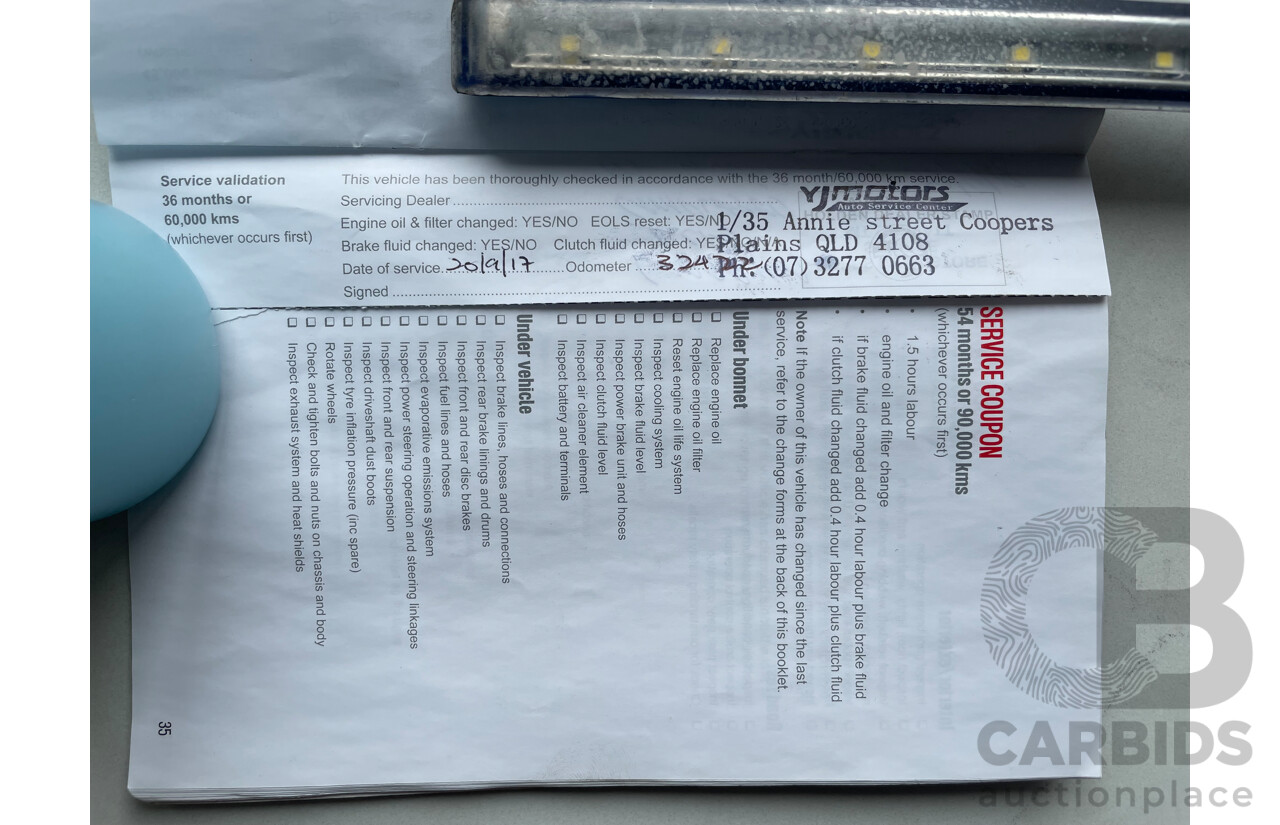 Service validation
36 months or
60,000 kms
(whichever occurs first)
This vehicle has been thoroughly checked in accordance with the 36 month/60,000 km service.
Servicing Dealer
Engine oil & filter changed: YES/NO EOLS reset: YES/NO
Brake fluid changed: YES/NO Clutch fluid changed: YES/NO
Date of service 20/9/17 Odometer
Signed
YJmotors
Auto Service Center
1/35 Annie street Coopers
Plains QLD 4108
PH: (07)3277 0663
SERVICE COUPON
54 months or 90,000 kms
(whichever occurs first)
• 1.5 hours labour
• engine oil and filter change
• if brake fluid changed add 0.4 hour labour plus brake fluid
• if clutch fluid changed add 0.4 hour labour plus clutch fluid
Note If the owner of this vehicle has changed since the last
service, refer to the change forms at the back of this booklet.
Under bonnet
❑ Replace engine oil
❑ Replace engine oil filter
❑ Reset engine oil life system
❑ Inspect cooling system
❑ Inspect brake fluid level
❑ Inspect power brake unit and hoses
❑ Inspect clutch fluid level
❑ Inspect air cleaner element
❑ Inspect battery and terminals
Under vehicle
❑ Inspect brake lines, hoses and connections
❑ Inspect rear brake linings and drums
❑ Inspect front and rear disc brakes
❑ Inspect fuel lines and hoses
❑ Inspect evaporative emissions system
❑ Inspect power steering operation and steering linkages
❑ Inspect front and rear suspension
❑ Inspect driveshaft dust boots
❑ Inspect tyre inflation pressure (inc spare)
❑ Rotate wheels
❑ Check and tighten bolts and nuts on chassis and body
❑ Inspect exhaust system and heat shields
35
CB
CARBIDS
auctionplace